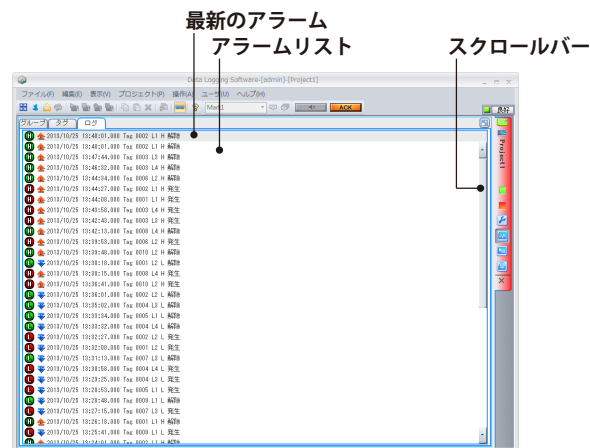 最新のアラーム
アラームリスト
スクロールバー
Data Logging Software-[admin]-[Project1]
ファイル(F) 編集(E) 表示(V) プロジェクト(P) 操作(A) ユーザ(U) ヘルプ(H)
Mark1 ACK
良好
グループ タグ ログ
Project1
H 2013/10/25 13:48:01.000 Tag 0002 L1 H 解除
H 2013/10/25 13:48:01.000 Tag 0002 L1 H 解除
H 2013/10/25 13:47:44.000 Tag 0003 L3 H 解除
H 2013/10/25 13:46:32.000 Tag 0003 L4 H 解除
H 2013/10/25 13:44:34.000 Tag 0006 L2 H 解除
H 2013/10/25 13:44:27.000 Tag 0002 L1 H 発生
H 2013/10/25 13:44:08.000 Tag 0001 L1 H 発生
H 2013/10/25 13:43:58.000 Tag 0003 L4 H 発生
H 2013/10/25 13:42:43.000 Tag 0003 L3 H 発生
H 2013/10/25 13:42:13.000 Tag 0008 L4 H 解除
H 2013/10/25 13:39:53.000 Tag 0006 L2 H 発生
H 2013/10/25 13:39:48.000 Tag 0010 L2 H 解除
L 2013/10/25 13:38:18.000 Tag 0001 L2 L 解除
H 2013/10/25 13:38:15.000 Tag 0008 L4 H 発生
H 2013/10/25 13:36:41.000 Tag 0010 L2 H 発生
L 2013/10/25 13:36:01.000 Tag 0002 L2 L 解除
L 2013/10/25 13:35:02.000 Tag 0004 L3 L 解除
L 2013/10/25 13:33:34.000 Tag 0005 L1 L 解除
L 2013/10/25 13:33:32.000 Tag 0004 L4 L 解除
L 2013/10/25 13:32:27.000 Tag 0002 L2 L 発生
L 2013/10/25 13:32:08.000 Tag 0001 L2 L 発生
L 2013/10/25 13:31:13.000 Tag 0007 L3 L 解除
L 2013/10/25 13:30:58.000 Tag 0004 L4 L 発生
L 2013/10/25 13:29:25.000 Tag 0004 L3 L 発生
L 2013/10/25 13:28:53.000 Tag 0005 L1 L 発生
L 2013/10/25 13:28:48.000 Tag 0009 L1 L 解除
L 2013/10/25 13:27:15.000 Tag 0007 L3 L 発生
H 2013/10/25 13:26:18.000 Tag 0001 L1 H 解除
L 2013/10/25 13:25:41.000 Tag 0009 L1 L 発生
H 2013/10/25 13:24:01.000 Tag 0002 L1 H 解除